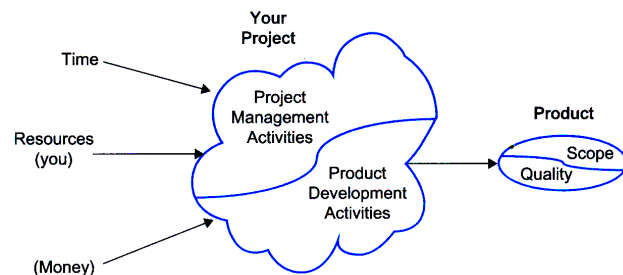 Your
Project
Time
Project
Management
Activities
Resources
(you)
Product
Development
Activities
(Money)
Product
Scope
Quality